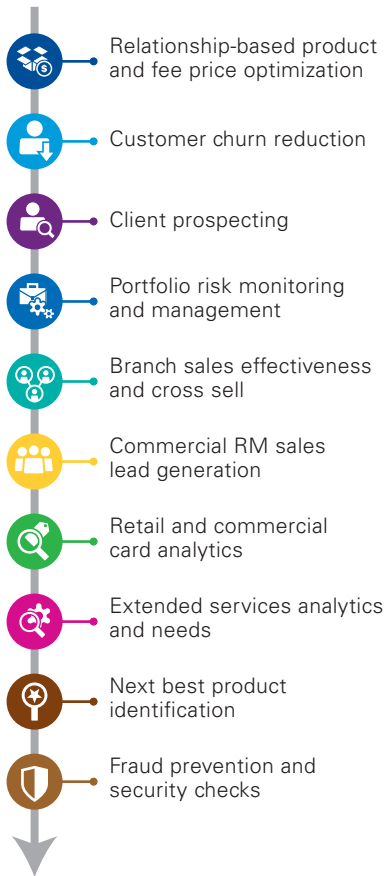 Relationship-based product
and fee price optimization
$
Customer churn reduction
Client prospecting
Portfolio risk monitoring
and management
Branch sales effectiveness
and cross sell
Commercial RM sales
lead generation
Retail and commercial
card analytics
Extended services analytics
and needs
Next best product
identification
Fraud prevention and
security checks